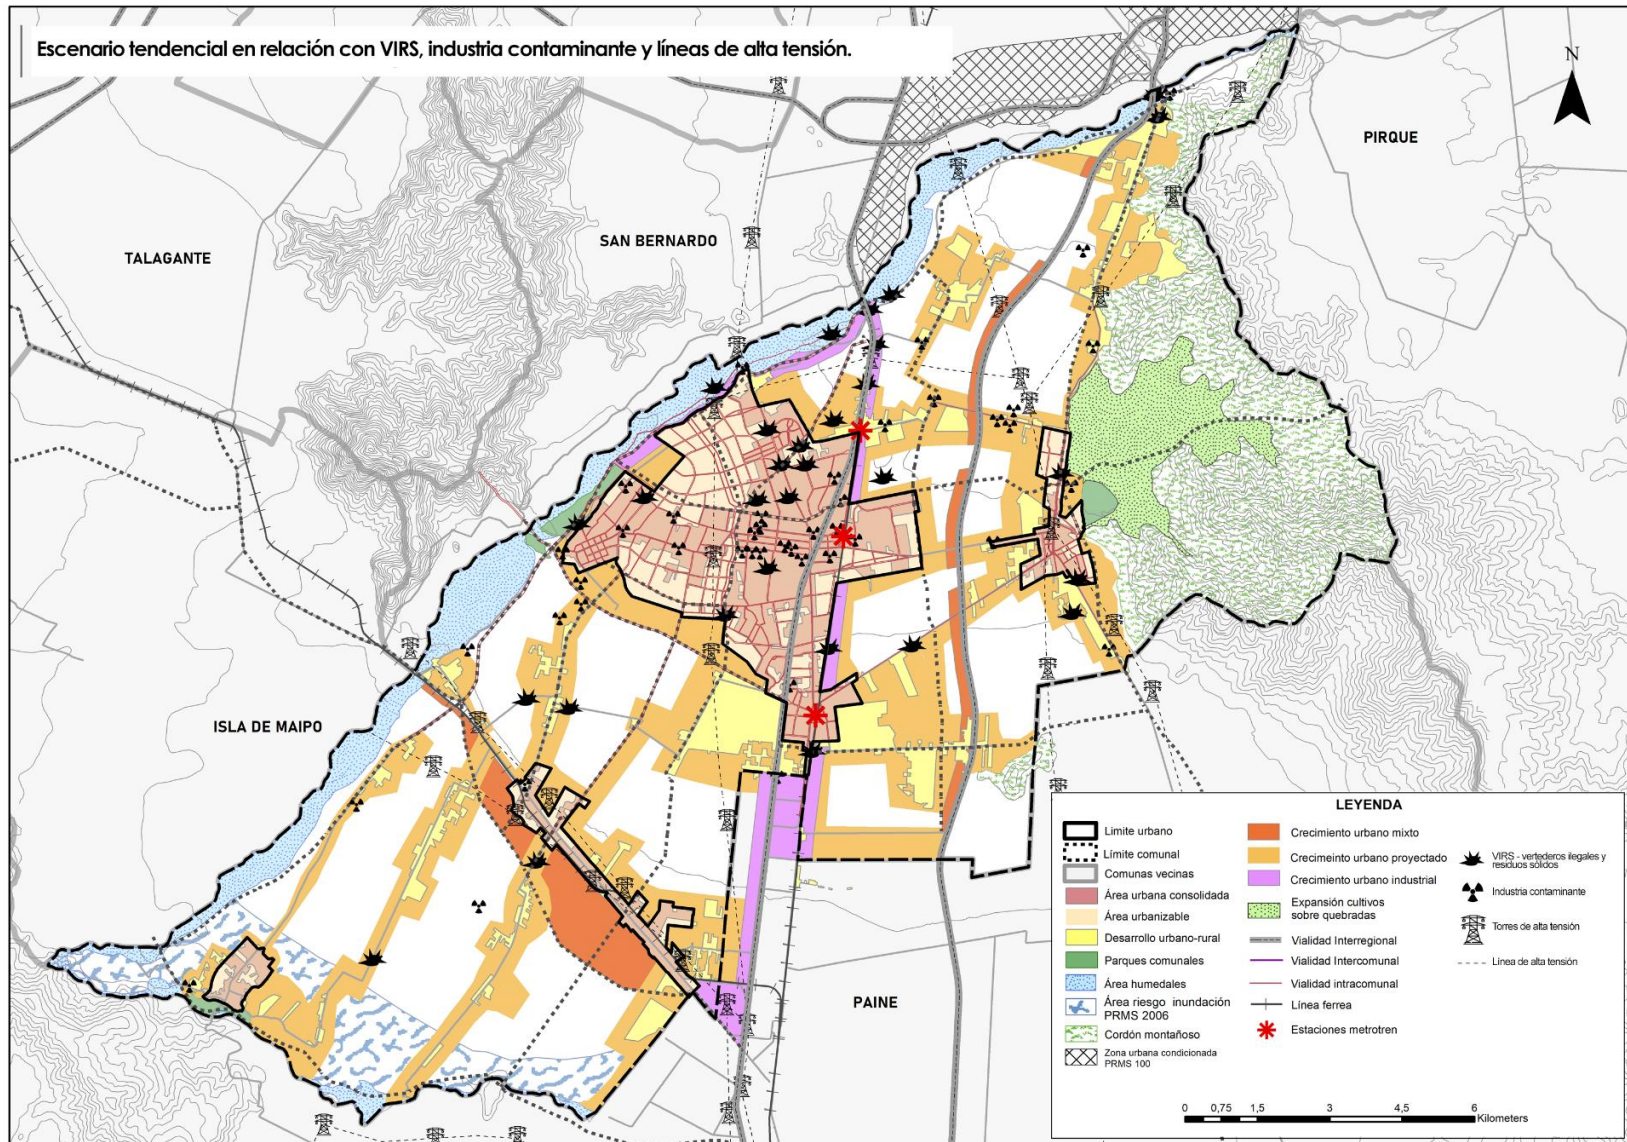 Escenario tendencial en relación con VIRS, industria contaminante y líneas de alta tensión.
N
PIRQUE
SAN BERNARDO
TALAGANTE
ISLA DE MAIPO
PAINE
LEYENDA
Limite urbano
Límite comunal
Comunas vecinas
Área urbana consolidada
Área urbanizable
Desarrollo urbano-rural
Parques comunales
Área humedales
Área riesgo inundación
PRMS 2006
Cordón montañoso
Zona urbana condicionada
PRMS 100
Crecimiento urbano mixto
Crecimeinto urbano proyectado
Crecimiento urbano industrial
Expansión cultivos
sobre quebradas
Vialidad Interregional
Vialidad Intercomunal
Vialidad intracomunal
Línea ferrea
Estaciones metrotren
VIRS - vertederos ilegales y
residuos sólidos
Industria contaminante
Torres de alta tensión
Línea de alta tensión
0 0,75 1,5 3 4,5 6
Kilometers